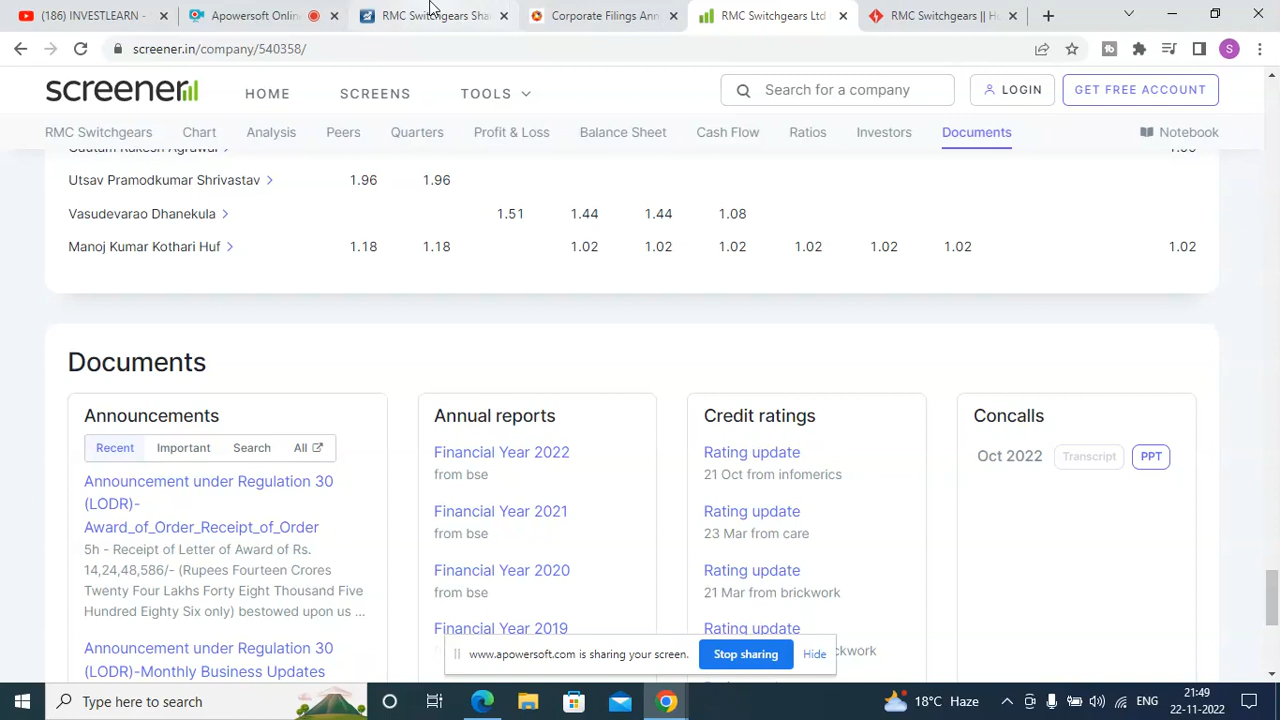 (186) INVESTLEARN -
Apowersoft Onlin
RMC Switchgears Sha
Corporate Filings Ann
RMC Switchgears Ltd
RMC Switchgears || H
screener.in/company/540358/
S
screener
HOME
SCREENS
TOOLS
Search for a company
LOGIN
GET FREE ACCOUNT
RMC Switchgears
Chart
Analysis
Peers
Quarters
Profit & Loss
Balance Sheet
Cash Flow
Ratios
Investors
Documents
Notebook
Utsav Pramodkumar Shrivastav 1.96 1.96
Vasudevarao Dhanekula 1.51 1.44 1.44 1.08
Manoj Kumar Kothari Huf 1.18 1.18 1.02 1.02 1.02 1.02 1.02 1.02 1.02
Documents
Announcements
Recent Important Search All
Announcement under Regulation 30
(LODR)-
Award_of_Order_Receipt_of_Order
5h - Receipt of Letter of Award of Rs.
14,24,48,586/- (Rupees Fourteen Crores
Twenty Four Lakhs Forty Eight Thousand Five
Hundred Eighty Six only) bestowed upon us ...
Announcement under Regulation 30
(LODR)-Monthly Business Updates
Annual reports
Financial Year 2022
from bse
Financial Year 2021
from bse
Financial Year 2020
from bse
Financial Year 2019
Credit ratings
Rating update
21 Oct from infomerics
Rating update
23 Mar from care
Rating update
21 Mar from brickwork
Rating update
Concalls
Oct 2022 Transcript PPT
www.apowersoft.com is sharing your screen.
Stop sharing
Hide
Type here to search
18°C Haze
ENG
21:49
22-11-2022